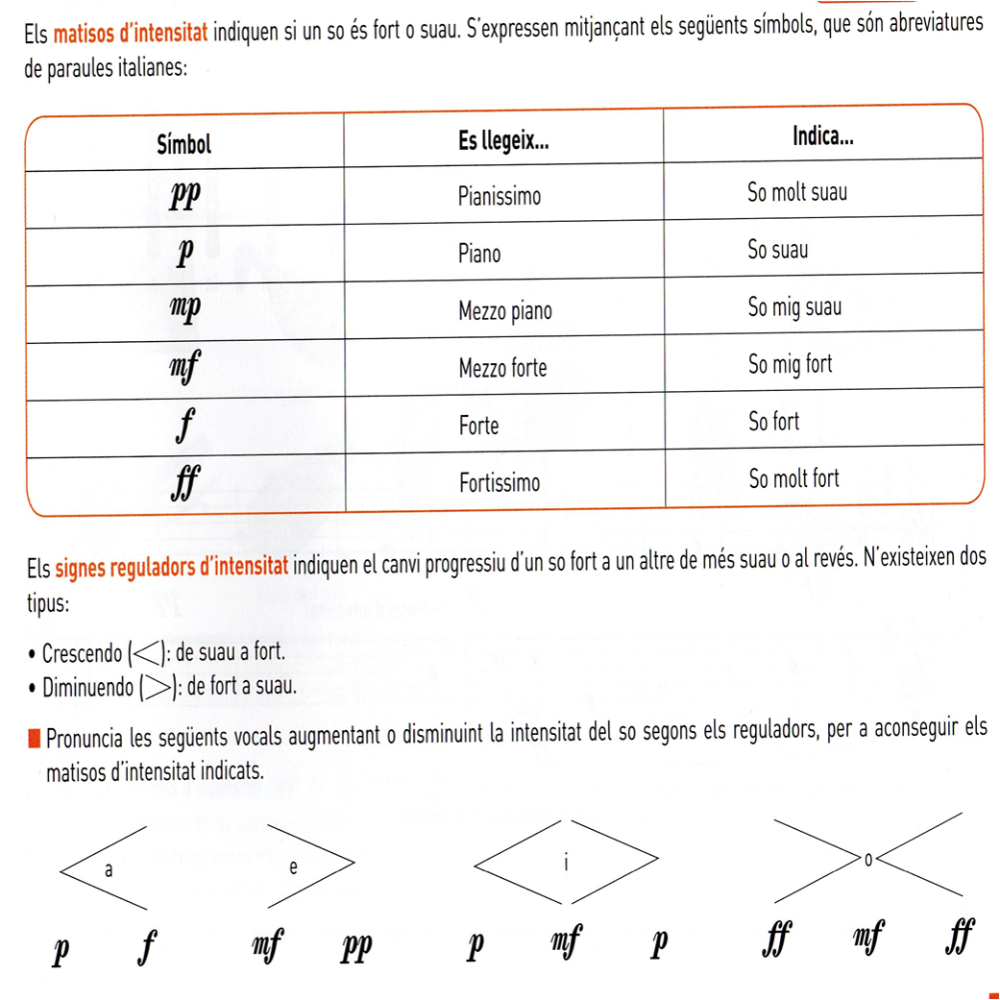 Els matisos d'intensitat indiquen si un so és fort o suau. S'expressen mitjançant els següents símbols, que són abreviatures
de paraules italianes:
Símbol Es llegeix... Indica...
pp Pianissimo So molt suau
p Piano So suau
mp Mezzo piano So mig suau
mf Mezzo forte So mig fort
f Forte So fort
ff Fortissimo So molt fort
Els signes reguladors d'intensitat indiquen el canvi progressiu d'un so fort a un altre de més suau o al revés. N'existeixen dos
tipus:
• Crescendo (<): de suau a fort.
• Diminuendo (>): de fort a suau.
Pronuncia les següents vocals augmentant o disminuint la intensitat del so segons els reguladors, per a aconseguir els
matisos d'intensitat indicats.
a e i o
p f mf pp p mf p ff mf ff